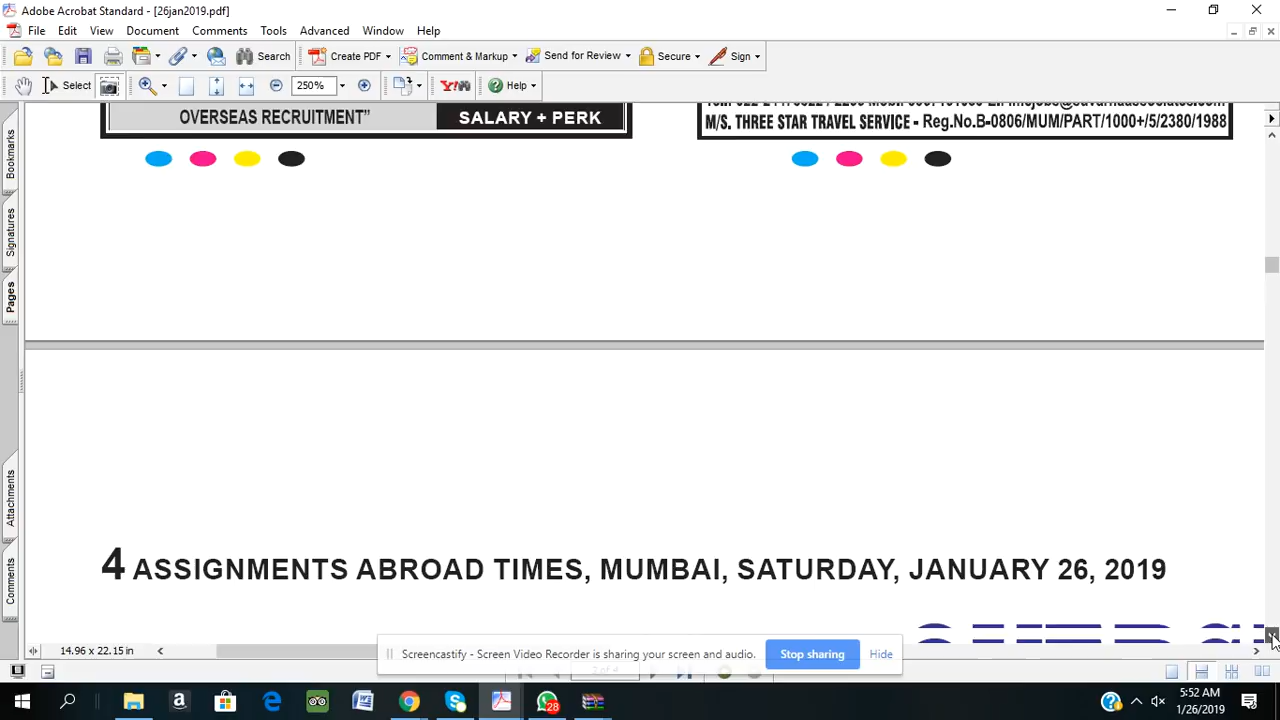 Adobe Acrobat Standard - [26jan2019.pdf]
File Edit View Document Comments Tools Advanced Window Help
Search Create PDF Comment & Markup Send for Review Secure Sign
Select 250% Y! Help
Bookmarks
Signatures
Pages
Attachments
Comments
OVERSEAS RECRUITMENT”
SALARY + PERK
M/S. THREE STAR TRAVEL SERVICE - Reg.No.B-0806/MUM/PART/1000+/5/2380/1988
4 ASSIGNMENTS ABROAD TIMES, MUMBAI, SATURDAY, JANUARY 26, 2019
14.96 x 22.15 in
Screencastify - Screen Video Recorder is sharing your screen and audio. Stop sharing Hide
28
5:52 AM
1/26/2019